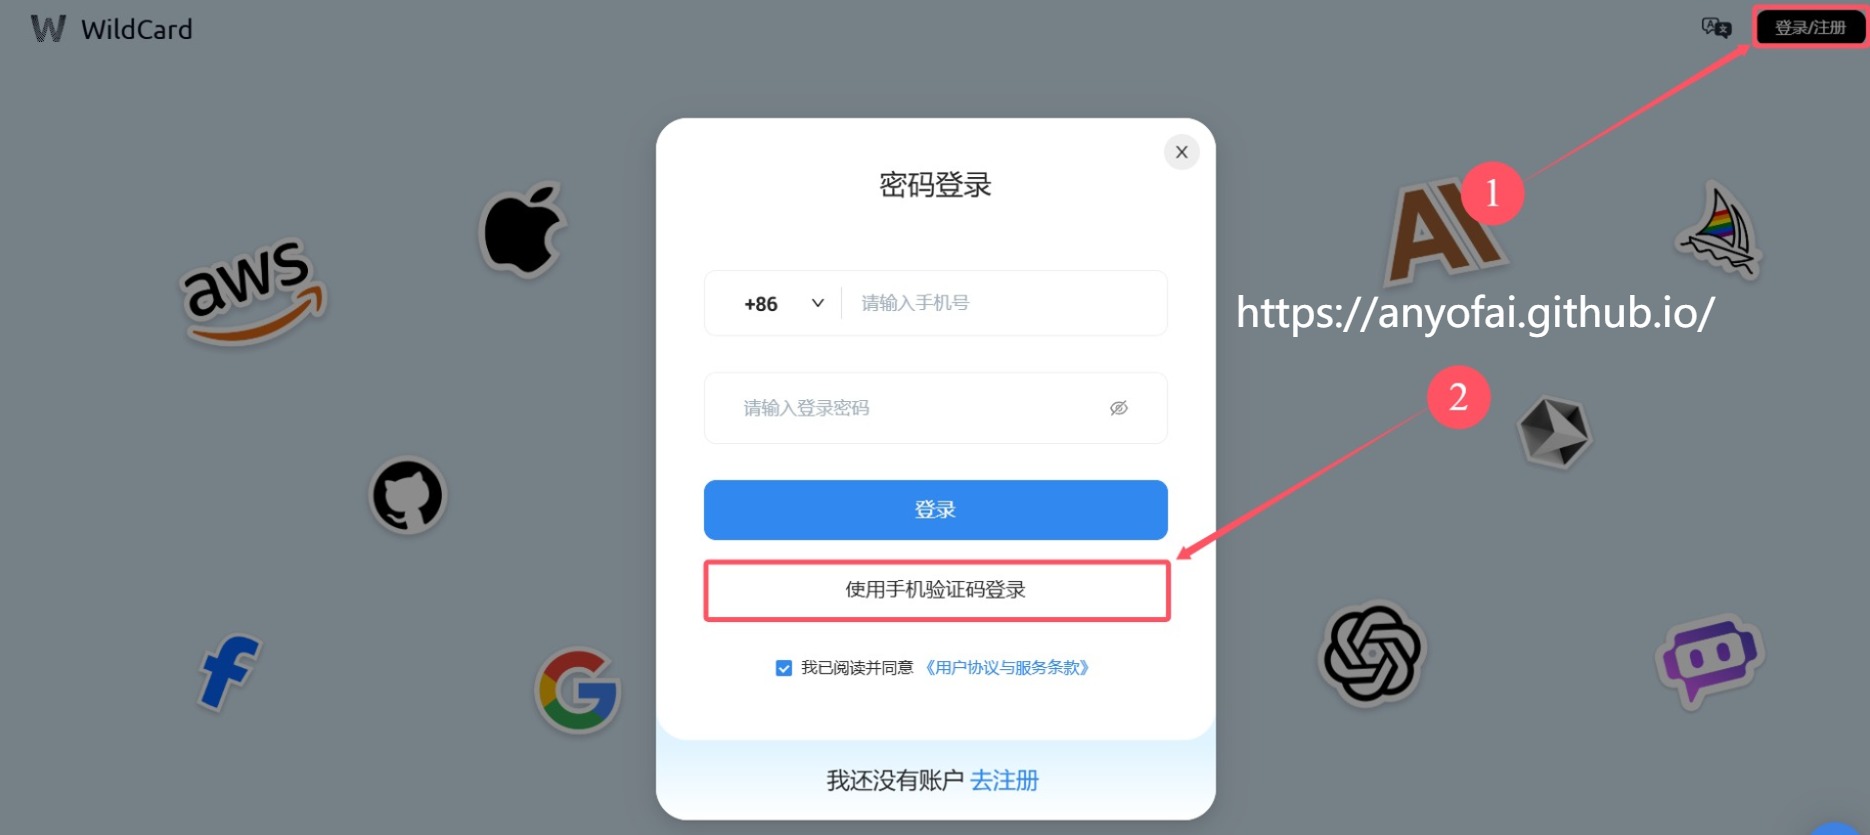 WildCard
登录/注册
密码登录
1
+86 请输入手机号
https://anyofai.github.io/
请输入登录密码
2
登录
使用手机验证码登录
我已阅读并同意 《用户协议与服务条款》
我还没有账户 去注册
aws
AI